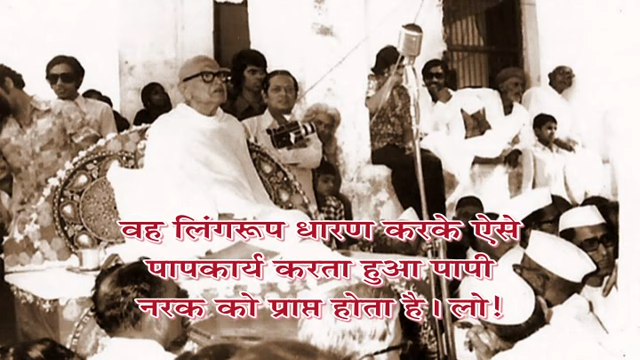 वह लिंगरूप धारण करके ऐसे
पापकार्य करता हुआ पापी
नरक को प्राप्त होता है। लो!